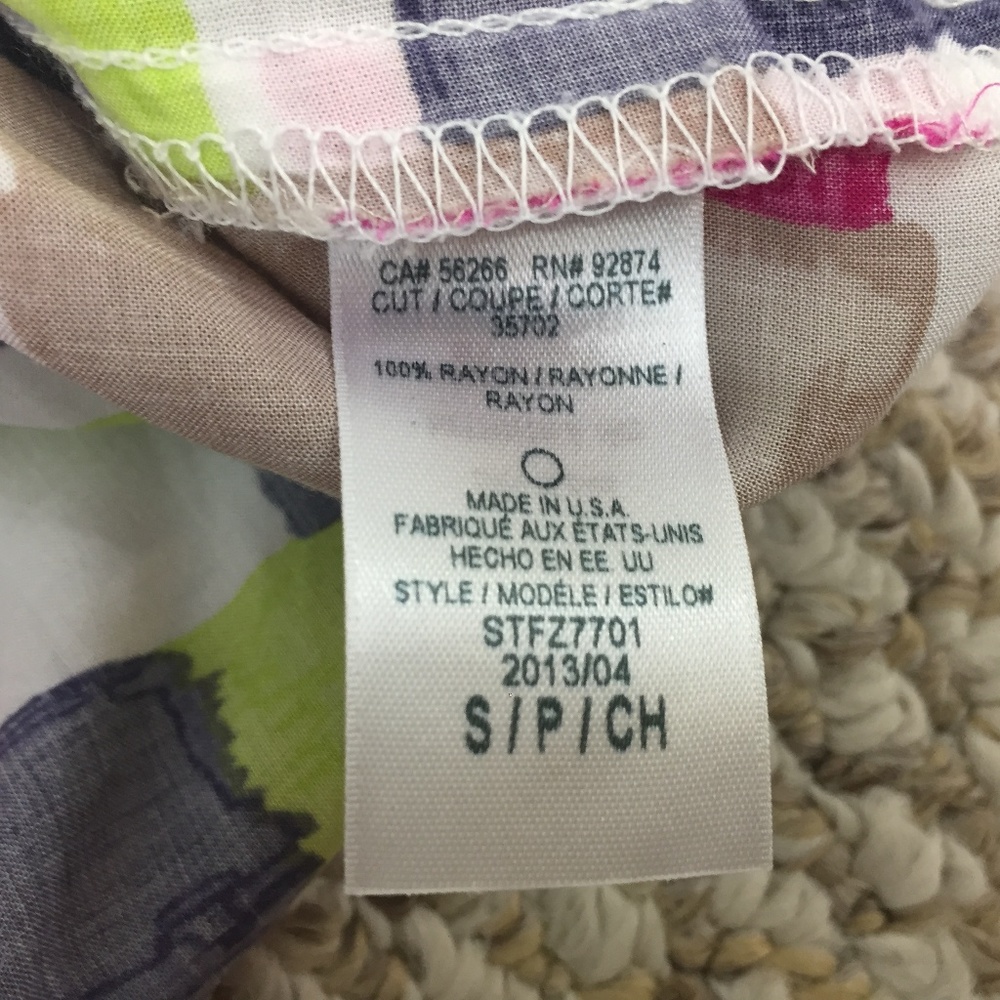 CA# 56266 RN# 92874
CUT / COUPE / CORTE#
35702
100% RAYON / RAYONNE /
RAYON
MADE IN U.S.A.
FABRIQUÉ AUX ÉTATS-UNIS
HECHO EN EE. UU
STYLE / MODÈLE / ESTILO#
STFZ7701
2013/04
S / P / CH